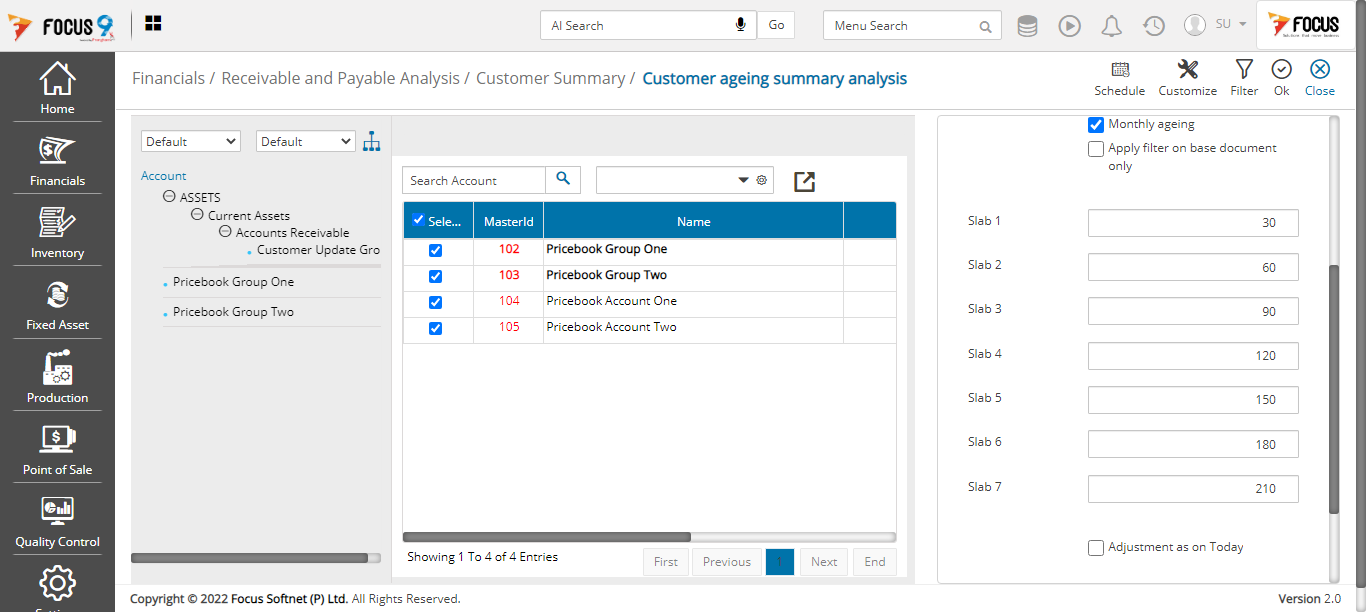 FOCUS 9
AI Search
Go
Menu Search
SU
FOCUS
Home
Financials
Inventory
Fixed Asset
Production
Point of Sale
Quality Control
Financials / Receivable and Payable Analysis / Customer Summary / Customer ageing summary analysis
Schedule
Customize
Filter
Ok
Close
Default
Default
Account
ASSETS
Current Assets
Accounts Receivable
Customer Update Gro
Pricebook Group One
Pricebook Group Two
Search Account
Sele... MasterId Name
102 Pricebook Group One
103 Pricebook Group Two
104 Pricebook Account One
105 Pricebook Account Two
Showing 1 To 4 of 4 Entries
First Previous 1 Next End
Monthly ageing
Apply filter on base document
only
Slab 1 30
Slab 2 60
Slab 3 90
Slab 4 120
Slab 5 150
Slab 6 180
Slab 7 210
Adjustment as on Today
Copyright © 2022 Focus Softnet (P) Ltd. All Rights Reserved.
Version 2.0